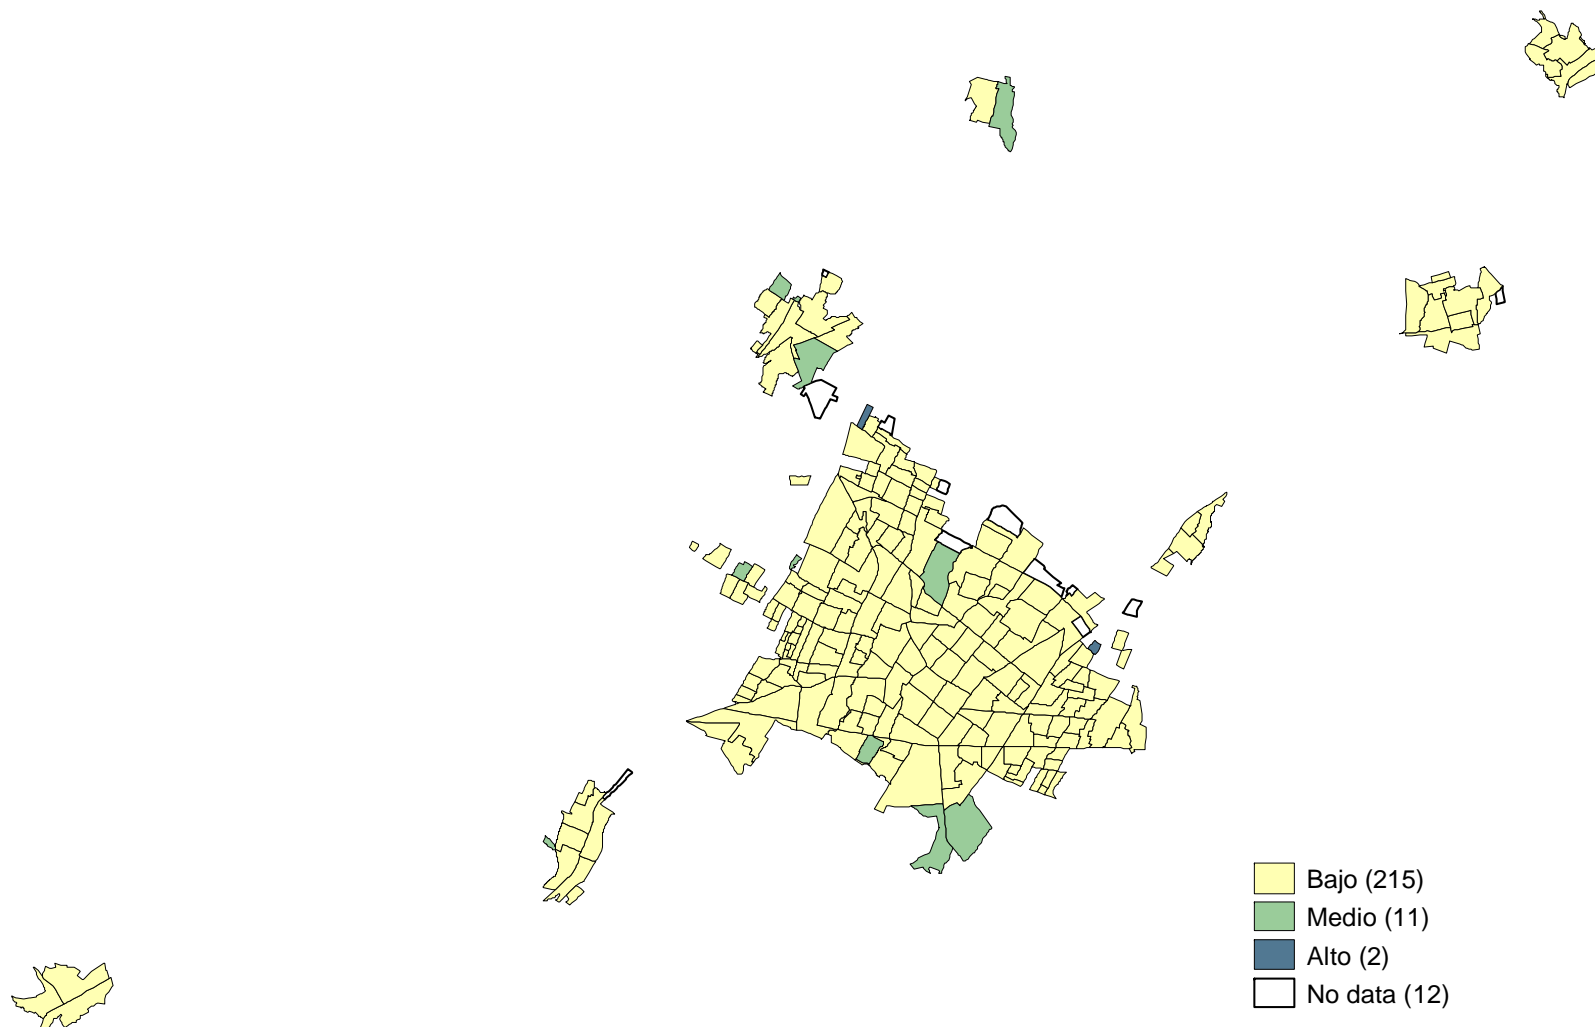 Bajo (215)
Medio (11)
Alto (2)
No data (12)